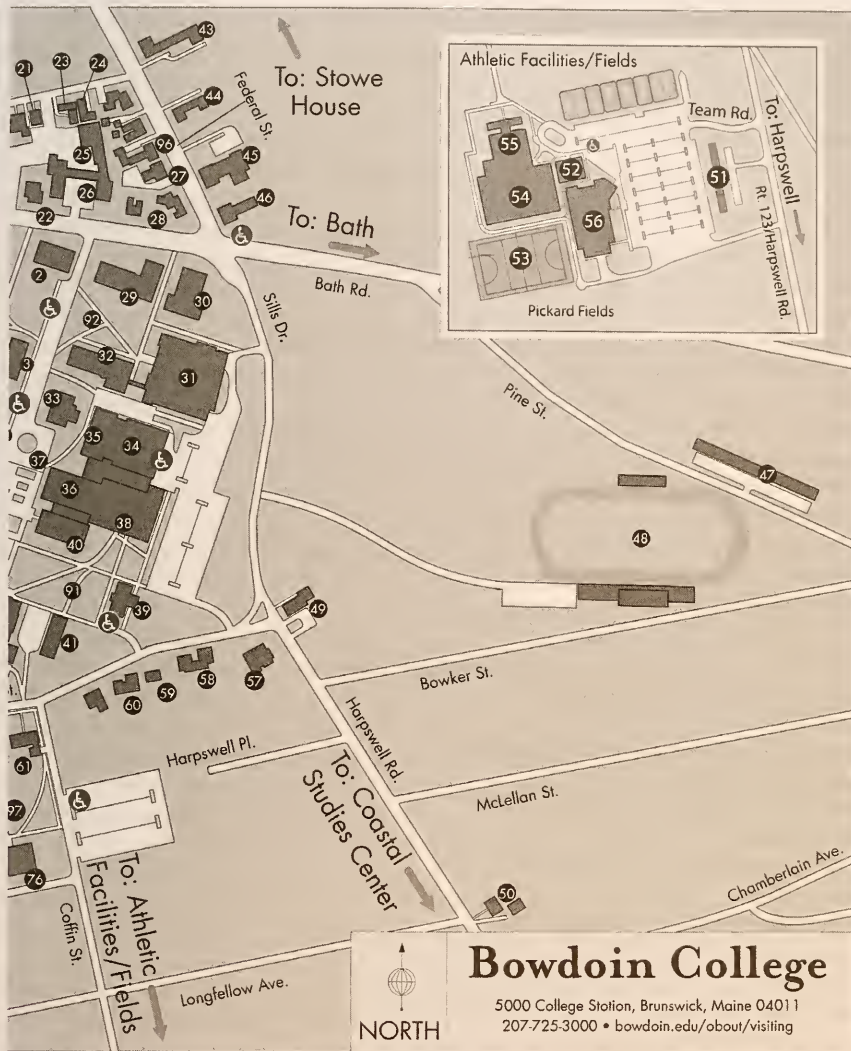 43
To: Stowe
House
21
23
24
Federal St.
44
25
96
45
27
26
46
22
28
To: Bath
Bath Rd.
2
29
30
Sills Dr.
92
32
3
31
33
35
34
37
36
38
40
91
39
41
49
Athletic Facilities/Fields
Team Rd.
To: Harpswell
Rt. 123/Harpswell Rd.
55
52
51
54
56
53
Pickard Fields
Pine St.
47
48
Bowker St.
57
58
59
60
Harpswell Rd.
Harpswell Pl.
61
McLellan St.
To: Coastal
Studies Center
97
76
50
Chamberlain Ave.
Coffin St.
To: Athletic
Facilities/Fields
Longfellow Ave.
NORTH
Bowdoin College
5000 College Stotion, Brunswick, Maine 04011
207-725-3000 • bowdoin.edu/obout/visiting